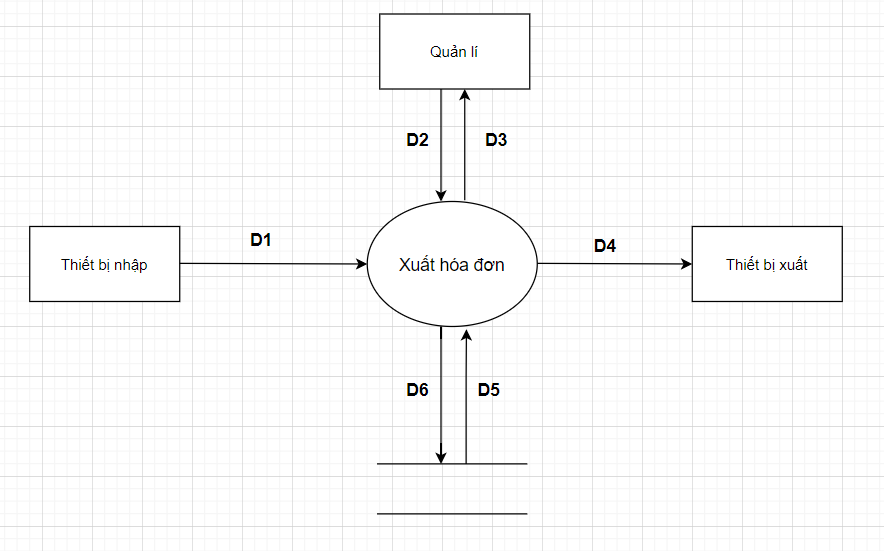 Quản lí
D2
D3
D1
D4
Thiết bị nhập
Xuất hóa đơn
Thiết bị xuất
D6
D5